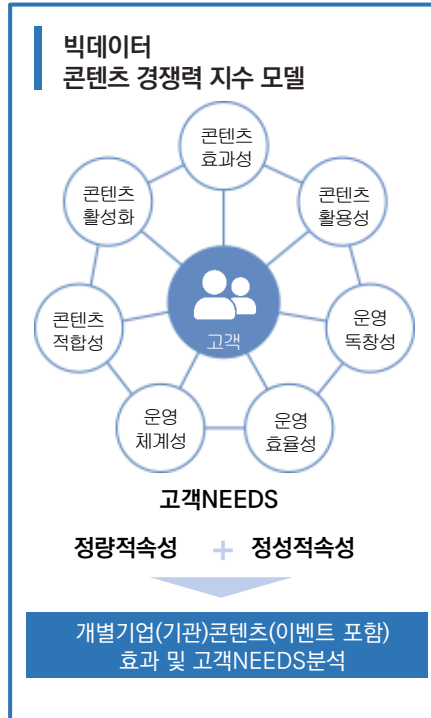 빅데이터
콘텐츠 경쟁력 지수 모델
콘텐츠
효과성
콘텐츠
활성화
콘텐츠
활용성
콘텐츠
적합성
고객
운영
독창성
운영
체계성
운영
효율성
고객NEEDS
정량적속성 + 정성적속성
개별기업(기관)콘텐츠(이벤트 포함)
효과 및 고객NEEDS분석